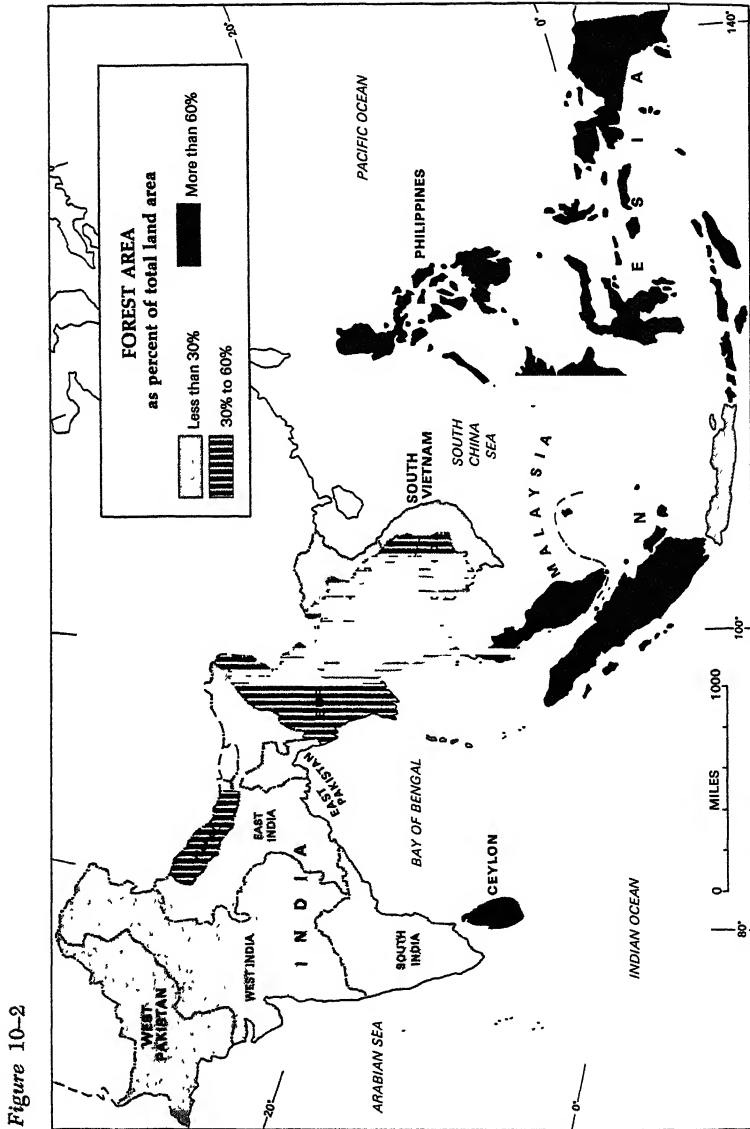 Figure 10–2
FOREST AREA
as percent of total land area
Less than 30%
30% to 60%
More than 60%
20°
0°
140°
PACIFIC OCEAN
PHILIPPINES
SOUTH
VIETNAM
SOUTH
CHINA
SEA
MALAYSIA
N E S I A
WEST
PAKISTAN
WEST INDIA
EAST
INDIA
EAST
PAKISTAN
INDIA
SOUTH
INDIA
BAY OF BENGAL
CEYLON
ARABIAN SEA
INDIAN OCEAN
20°
0°
80°
100°
0 MILES 1000